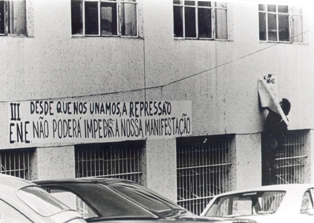 III DESDE QUE NOS UNAMOS, A REPRESSÃO
ENE NÃO PODERÁ IMPEDIR A NOSSA MANIFESTAÇÃO